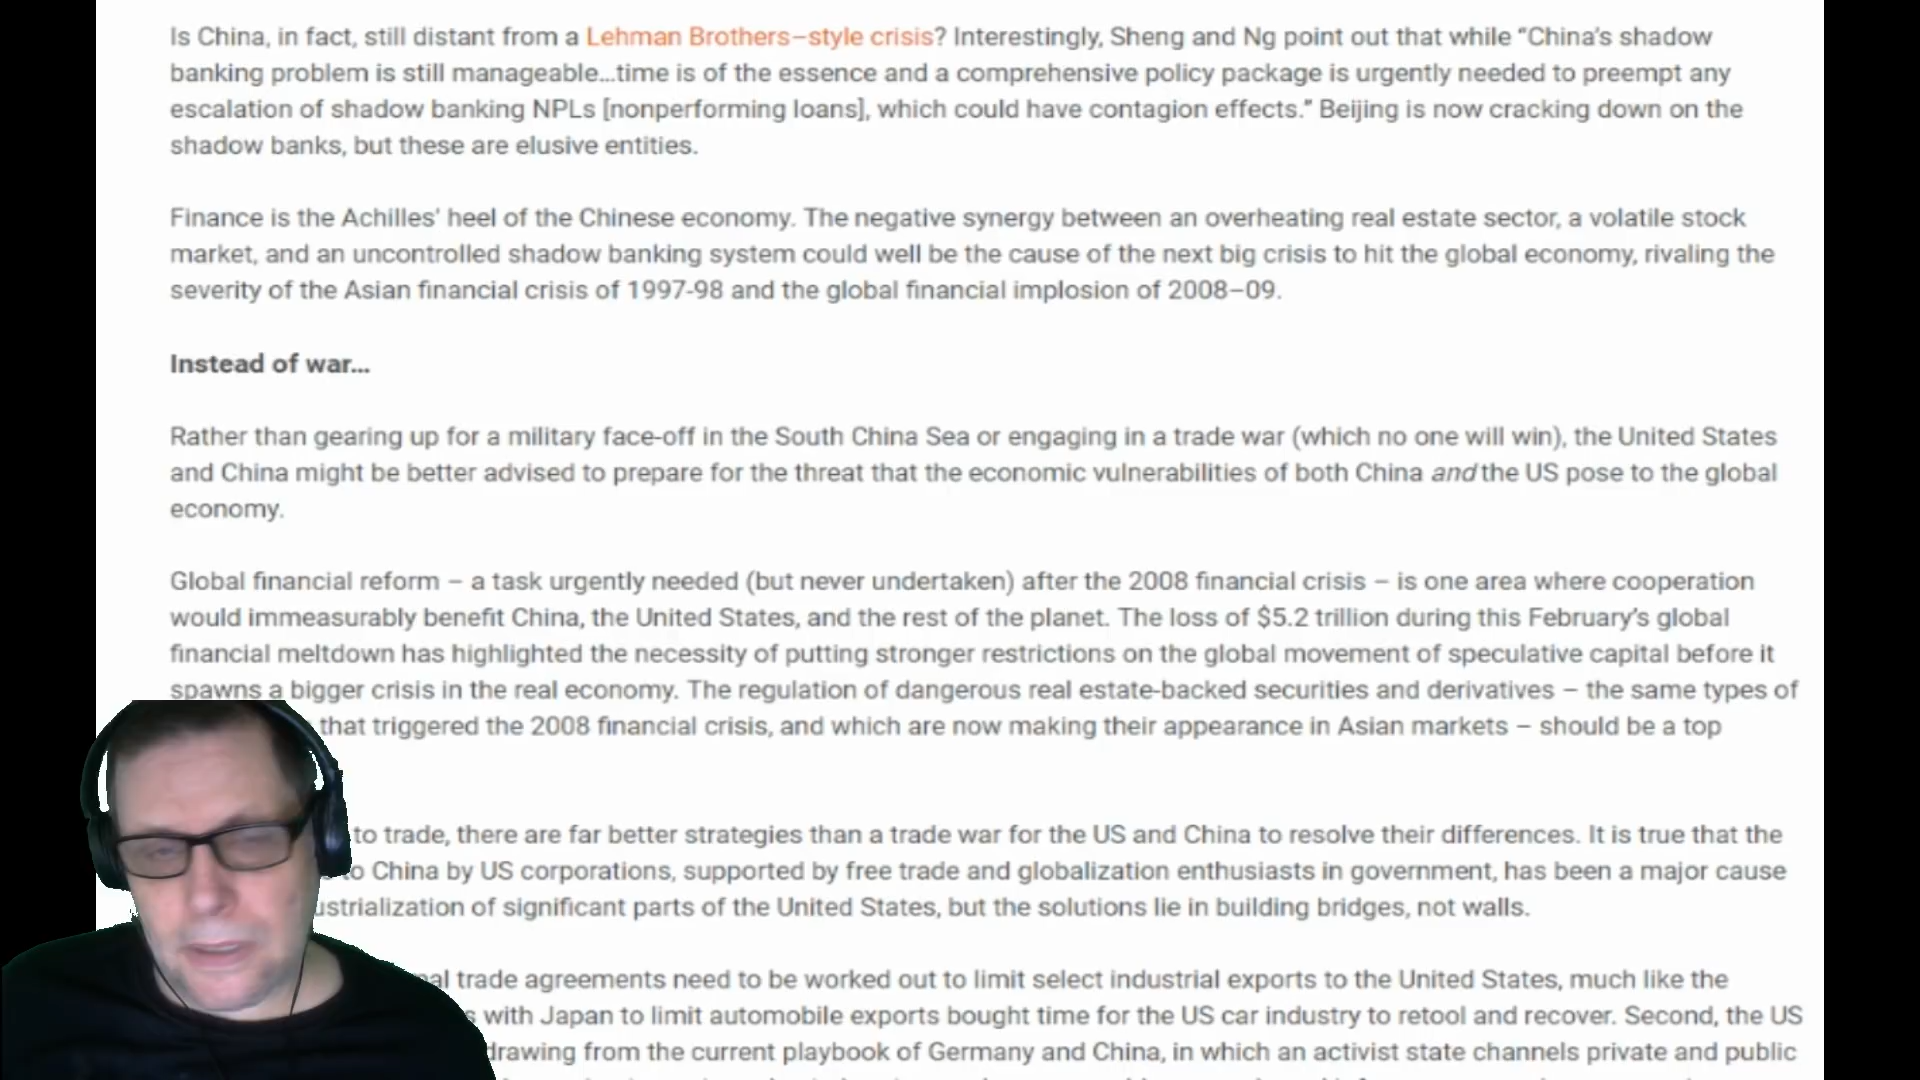 Is China, in fact, still distant from a Lehman Brothers–style crisis? Interestingly, Sheng and Ng point out that while “China’s shadow
banking problem is still manageable…time is of the essence and a comprehensive policy package is urgently needed to preempt any
escalation of shadow banking NPLs [nonperforming loans], which could have contagion effects.” Beijing is now cracking down on the
shadow banks, but these are elusive entities.
Finance is the Achilles’ heel of the Chinese economy. The negative synergy between an overheating real estate sector, a volatile stock
market, and an uncontrolled shadow banking system could well be the cause of the next big crisis to hit the global economy, rivaling the
severity of the Asian financial crisis of 1997-98 and the global financial implosion of 2008–09.
Instead of war…
Rather than gearing up for a military face-off in the South China Sea or engaging in a trade war (which no one will win), the United States
and China might be better advised to prepare for the threat that the economic vulnerabilities of both China and the US pose to the global
economy.
Global financial reform – a task urgently needed (but never undertaken) after the 2008 financial crisis – is one area where cooperation
would immeasurably benefit China, the United States, and the rest of the planet. The loss of $5.2 trillion during this February’s global
financial meltdown has highlighted the necessity of putting stronger restrictions on the global movement of speculative capital before it
spawns a bigger crisis in the real economy. The regulation of dangerous real estate-backed securities and derivatives – the same types of
that triggered the 2008 financial crisis, and which are now making their appearance in Asian markets – should be a top
to trade, there are far better strategies than a trade war for the US and China to resolve their differences. It is true that the
to China by US corporations, supported by free trade and globalization enthusiasts in government, has been a major cause
ustrialization of significant parts of the United States, but the solutions lie in building bridges, not walls.
al trade agreements need to be worked out to limit select industrial exports to the United States, much like the
s with Japan to limit automobile exports bought time for the US car industry to retool and recover. Second, the US
drawing from the current playbook of Germany and China, in which an activist state channels private and public